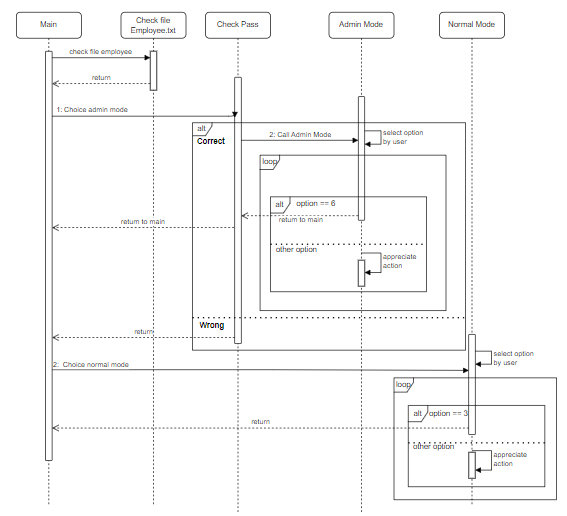 Main
Check file
Employee.txt
Check Pass
Admin Mode
Normal Mode
check file employee
return
1: Choice admin mode
alt
Correct
2: Call Admin Mode
select option
by user
loop
alt
option == 6
return to main
return to main
other option
appreciate
action
Wrong
return
select option
by user
2: Choice normal mode
loop
alt
option == 3
return
other option
appreciate
action